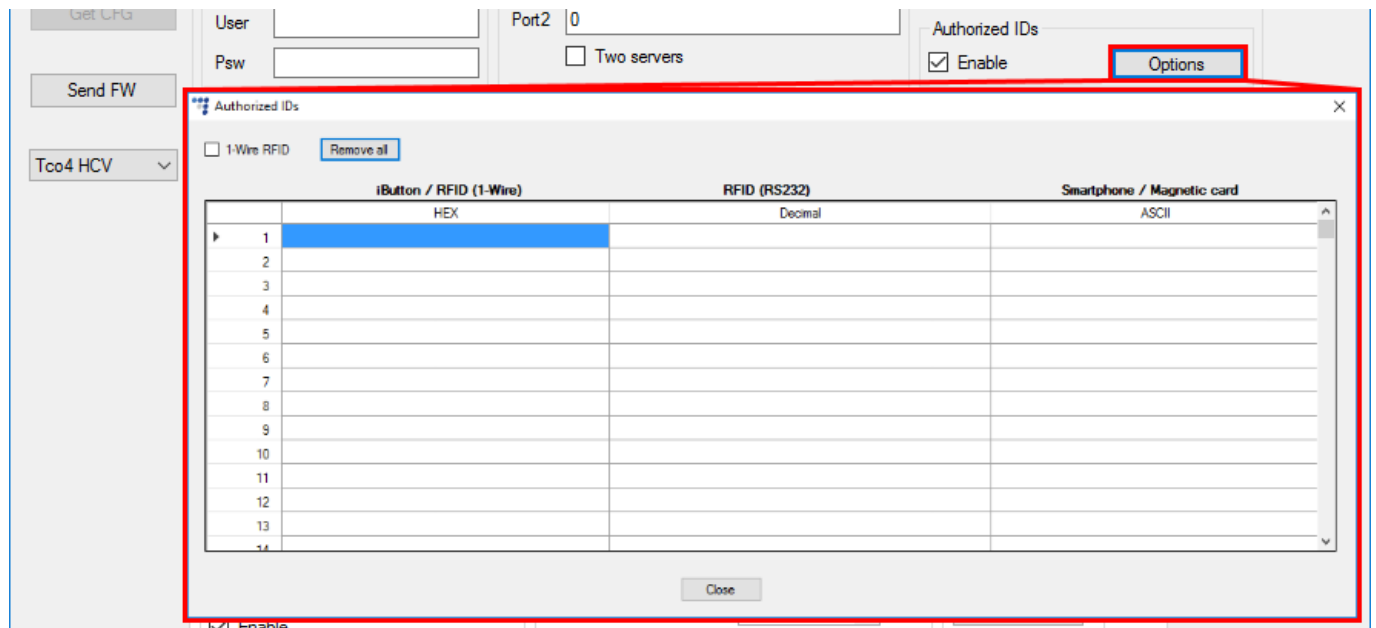 Get CFG
User
Port2 0
Authorized IDs
Psw
Two servers
Enable
Options
Send FW
Authorized IDs
Tco4 HCV
1-Wire RFID
Remove all
iButton / RFID (1-Wire)
RFID (RS232)
Smartphone / Magnetic card
HEX
Decimal
ASCII
1
2
3
4
5
6
7
8
9
10
11
12
13
14
Close
Enable